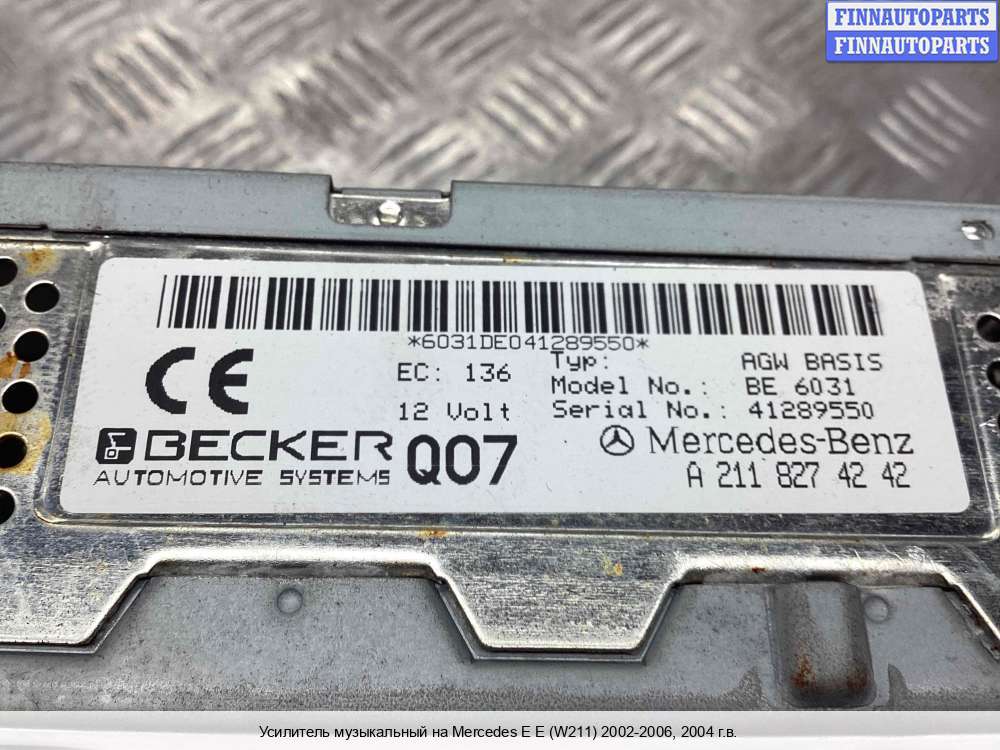 FINNAUTOPARTS
FINNAUTOPARTS
*6031DE041289550*
CE
EC: 136
12 Volt
Typ: AGW BASIS
Model No.: BE 6031
Serial No.: 41289550
BECKER
AUTOMOTIVE SYSTEMS
Q07
Mercedes-Benz
A 211 827 42 42
Усилитель музыкальный на Mercedes E E (W211) 2002-2006, 2004 г.в.